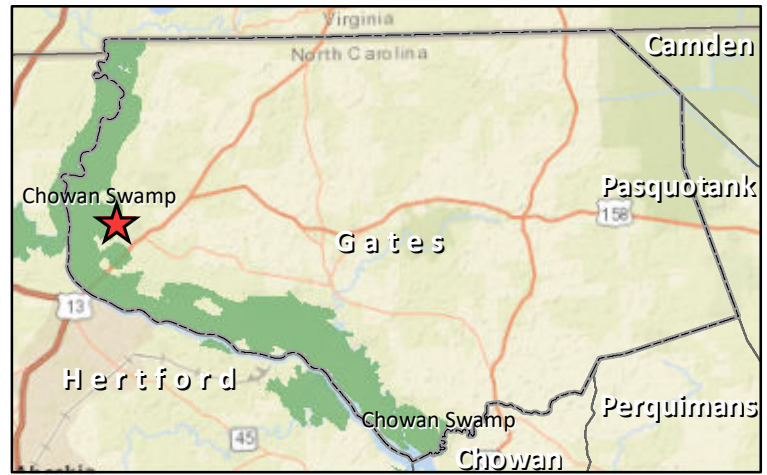 Virginia
North Carolina
Camden
Pasquotank
Chowan Swamp
158
Gates
13
Hertford
Perquimans
Chowan Swamp
45
Chowan